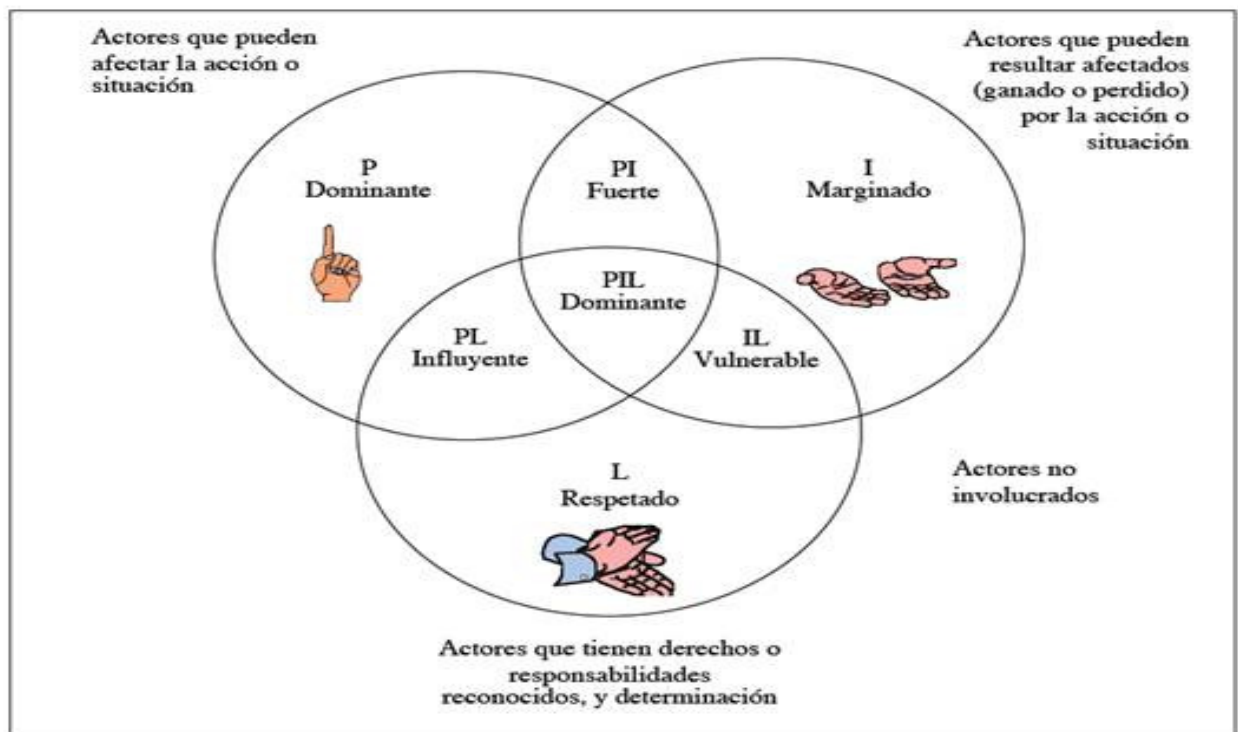 Actores que pueden
afectar la acción o
situación
Actores que pueden
resultar afectados
(ganado o perdido)
por la acción o
situación
P
Dominante
PI
Fuerte
I
Marginado
PIL
Dominante
PL
Influyente
IL
Vulnerable
L
Respetado
Actores no
involucrados
Actores que tienen derechos o
responsabilidades
reconocidos, y determinación